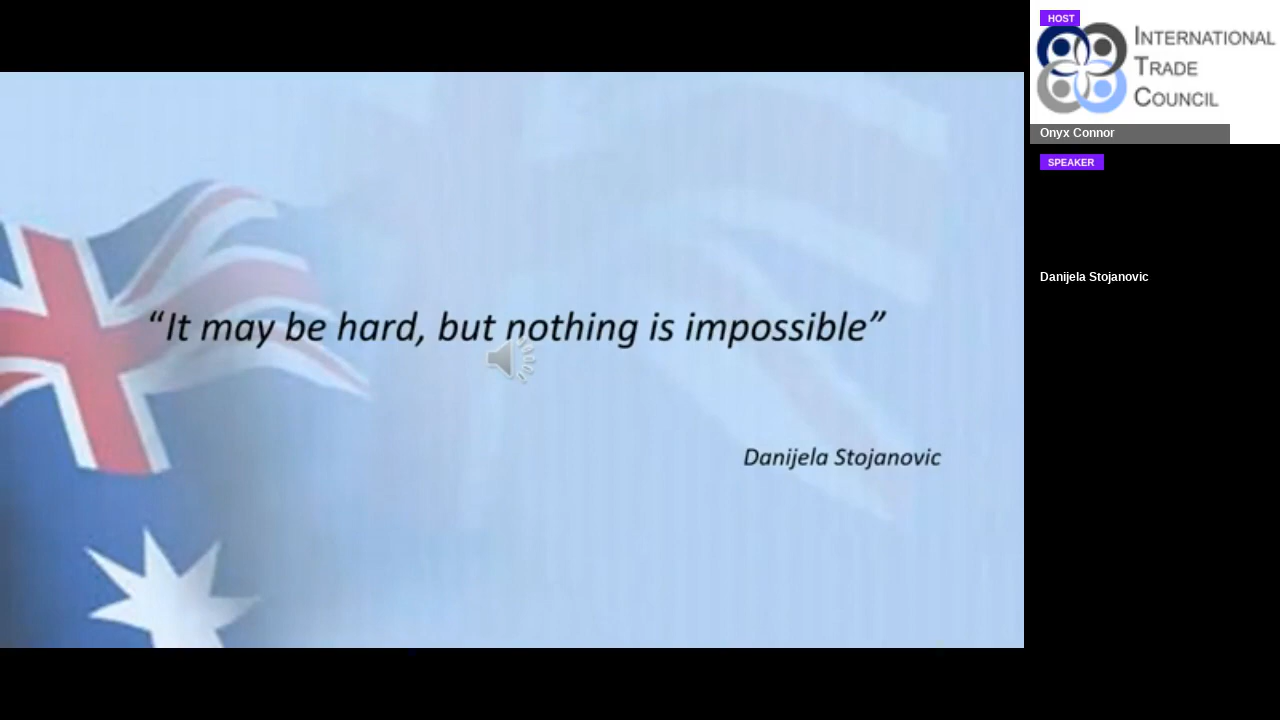 HOST
INTERNATIONAL
TRADE
COUNCIL
Onyx Connor
SPEAKER
Danijela Stojanovic
“It may be hard, but nothing is impossible”
Danijela Stojanovic